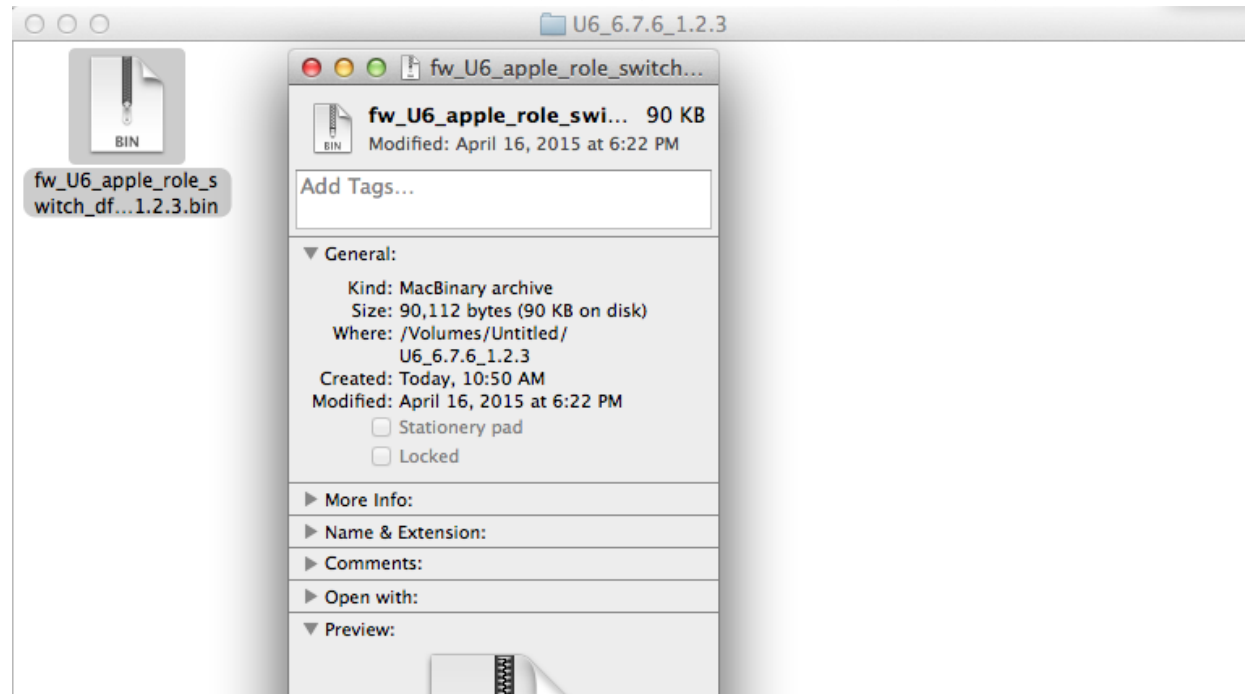 U6_6.7.6_1.2.3
BIN
fw_U6_apple_role_s
witch_df...1.2.3.bin
fw_U6_apple_role_switch...
BIN
fw_U6_apple_role_swi... 90 KB
Modified: April 16, 2015 at 6:22 PM
Add Tags...
General:
Kind: MacBinary archive
Size: 90,112 bytes (90 KB on disk)
Where: /Volumes/Untitled/
U6_6.7.6_1.2.3
Created: Today, 10:50 AM
Modified: April 16, 2015 at 6:22 PM
Stationery pad
Locked
More Info:
Name & Extension:
Comments:
Open with:
Preview: